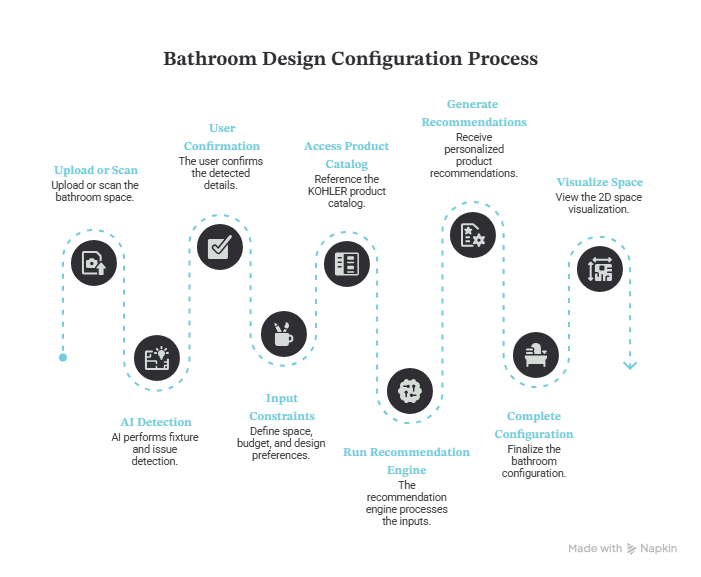 Bathroom Design Configuration Process
Upload or Scan
Upload or scan the
bathroom space.
AI Detection
AI performs fixture
and issue
detection.
User
Confirmation
The user confirms
the detected
details.
Input
Constraints
Define space,
budget, and design
preferences.
Access Product
Catalog
Reference the
KOHLER product
catalog.
Run Recommendation
Engine
The
recommendation
engine processes
the inputs.
Generate
Recommendations
Receive
personalized
product
recommendations.
Complete
Configuration
Finalize the
bathroom
configuration.
Visualize Space
View the 2D space
visualization.
Made with Napkin